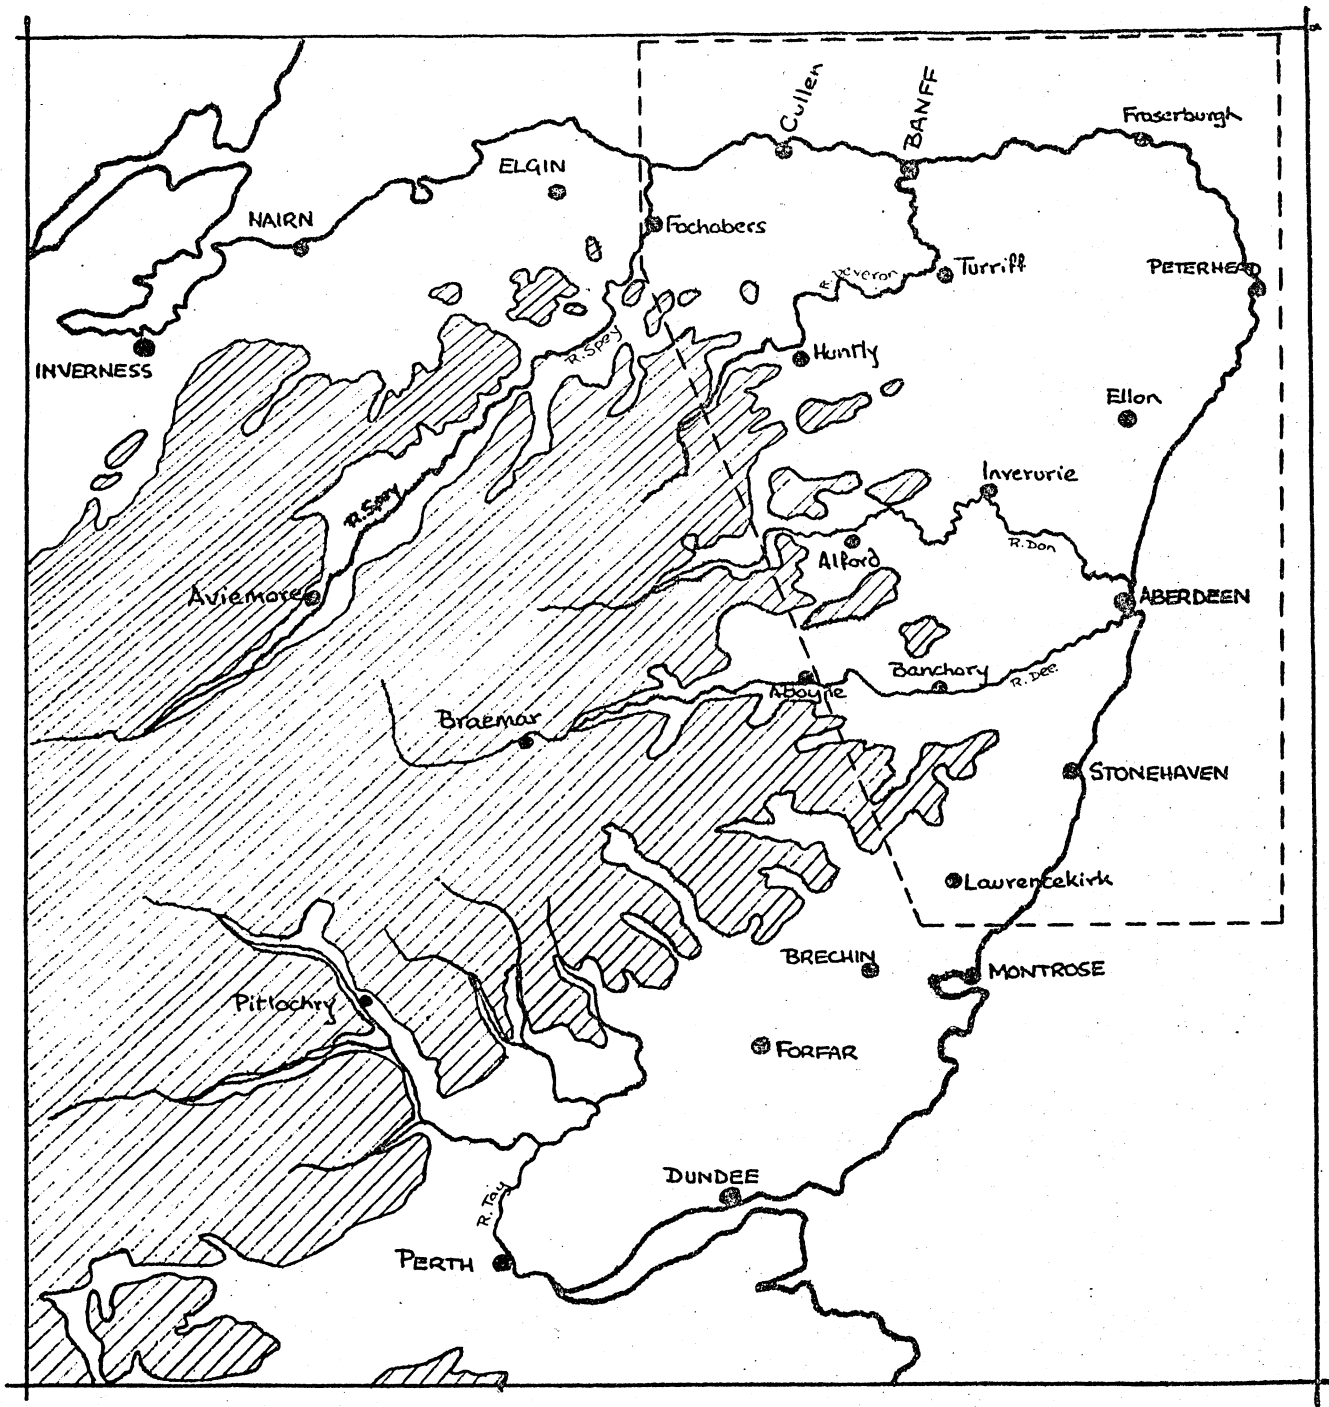 Cullen
BANFF
Fraserburgh
ELGIN
NAIRN
Fochabers
Turriff
PETERHEAD
R. Deveron
INVERNESS
R. Spey
Huntly
Ellon
Inverurie
R. Spey
Alford
R. Don
Aviemore
ABERDEEN
Banchory
R. Dee
Aboyne
Braemar
STONEHAVEN
Laurencekirk
BRECHIN
MONTROSE
Pitlochry
FORFAR
DUNDEE
R. Tay
PERTH